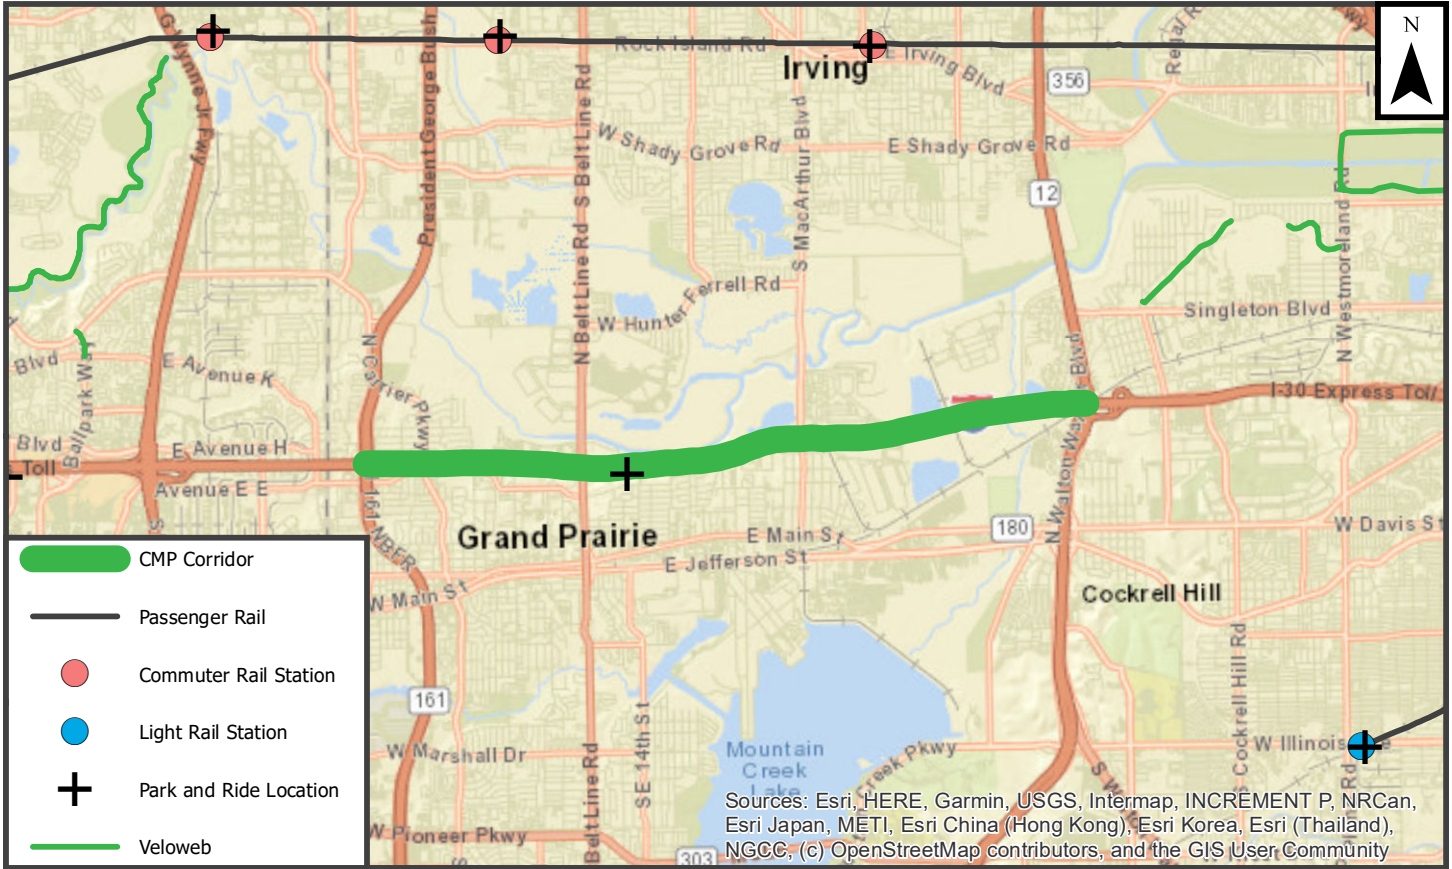 N
G Wynne Jr Fwy
President George Bush
Rock Island Rd
Irving
E Irving Blvd
356
W Shady Grove Rd
E Shady Grove Rd
S Belt Line Rd
S MacArthur Blvd
12
N Belt Line Rd
W Hunter Ferrell Rd
Singleton Blvd
N Westmoreland Rd
Blvd
E Avenue K
N Carrier Pkwy
I-30 Express Toll
Blvd
E Avenue H
Toll
Avenue E E
161 NBFR
N Walton Wa
Blvd
Grand Prairie
E Main St
E Jefferson St
180
W Davis St
W Main St
Cockrell Hill
161
W Marshall Dr
SE 14th St
Belt Line Rd
Mountain
Creek
Lake
Creek Pkwy
S Cockrell Hill Rd
W Illinois
W Pioneer Pkwy
303
CMP Corridor
Passenger Rail
Commuter Rail Station
Light Rail Station
Park and Ride Location
Veloweb
Sources: Esri, HERE, Garmin, USGS, Intermap, INCREMENT P, NRCan,
Esri Japan, METI, Esri China (Hong Kong), Esri Korea, Esri (Thailand),
NGCC, (c) OpenStreetMap contributors, and the GIS User Community